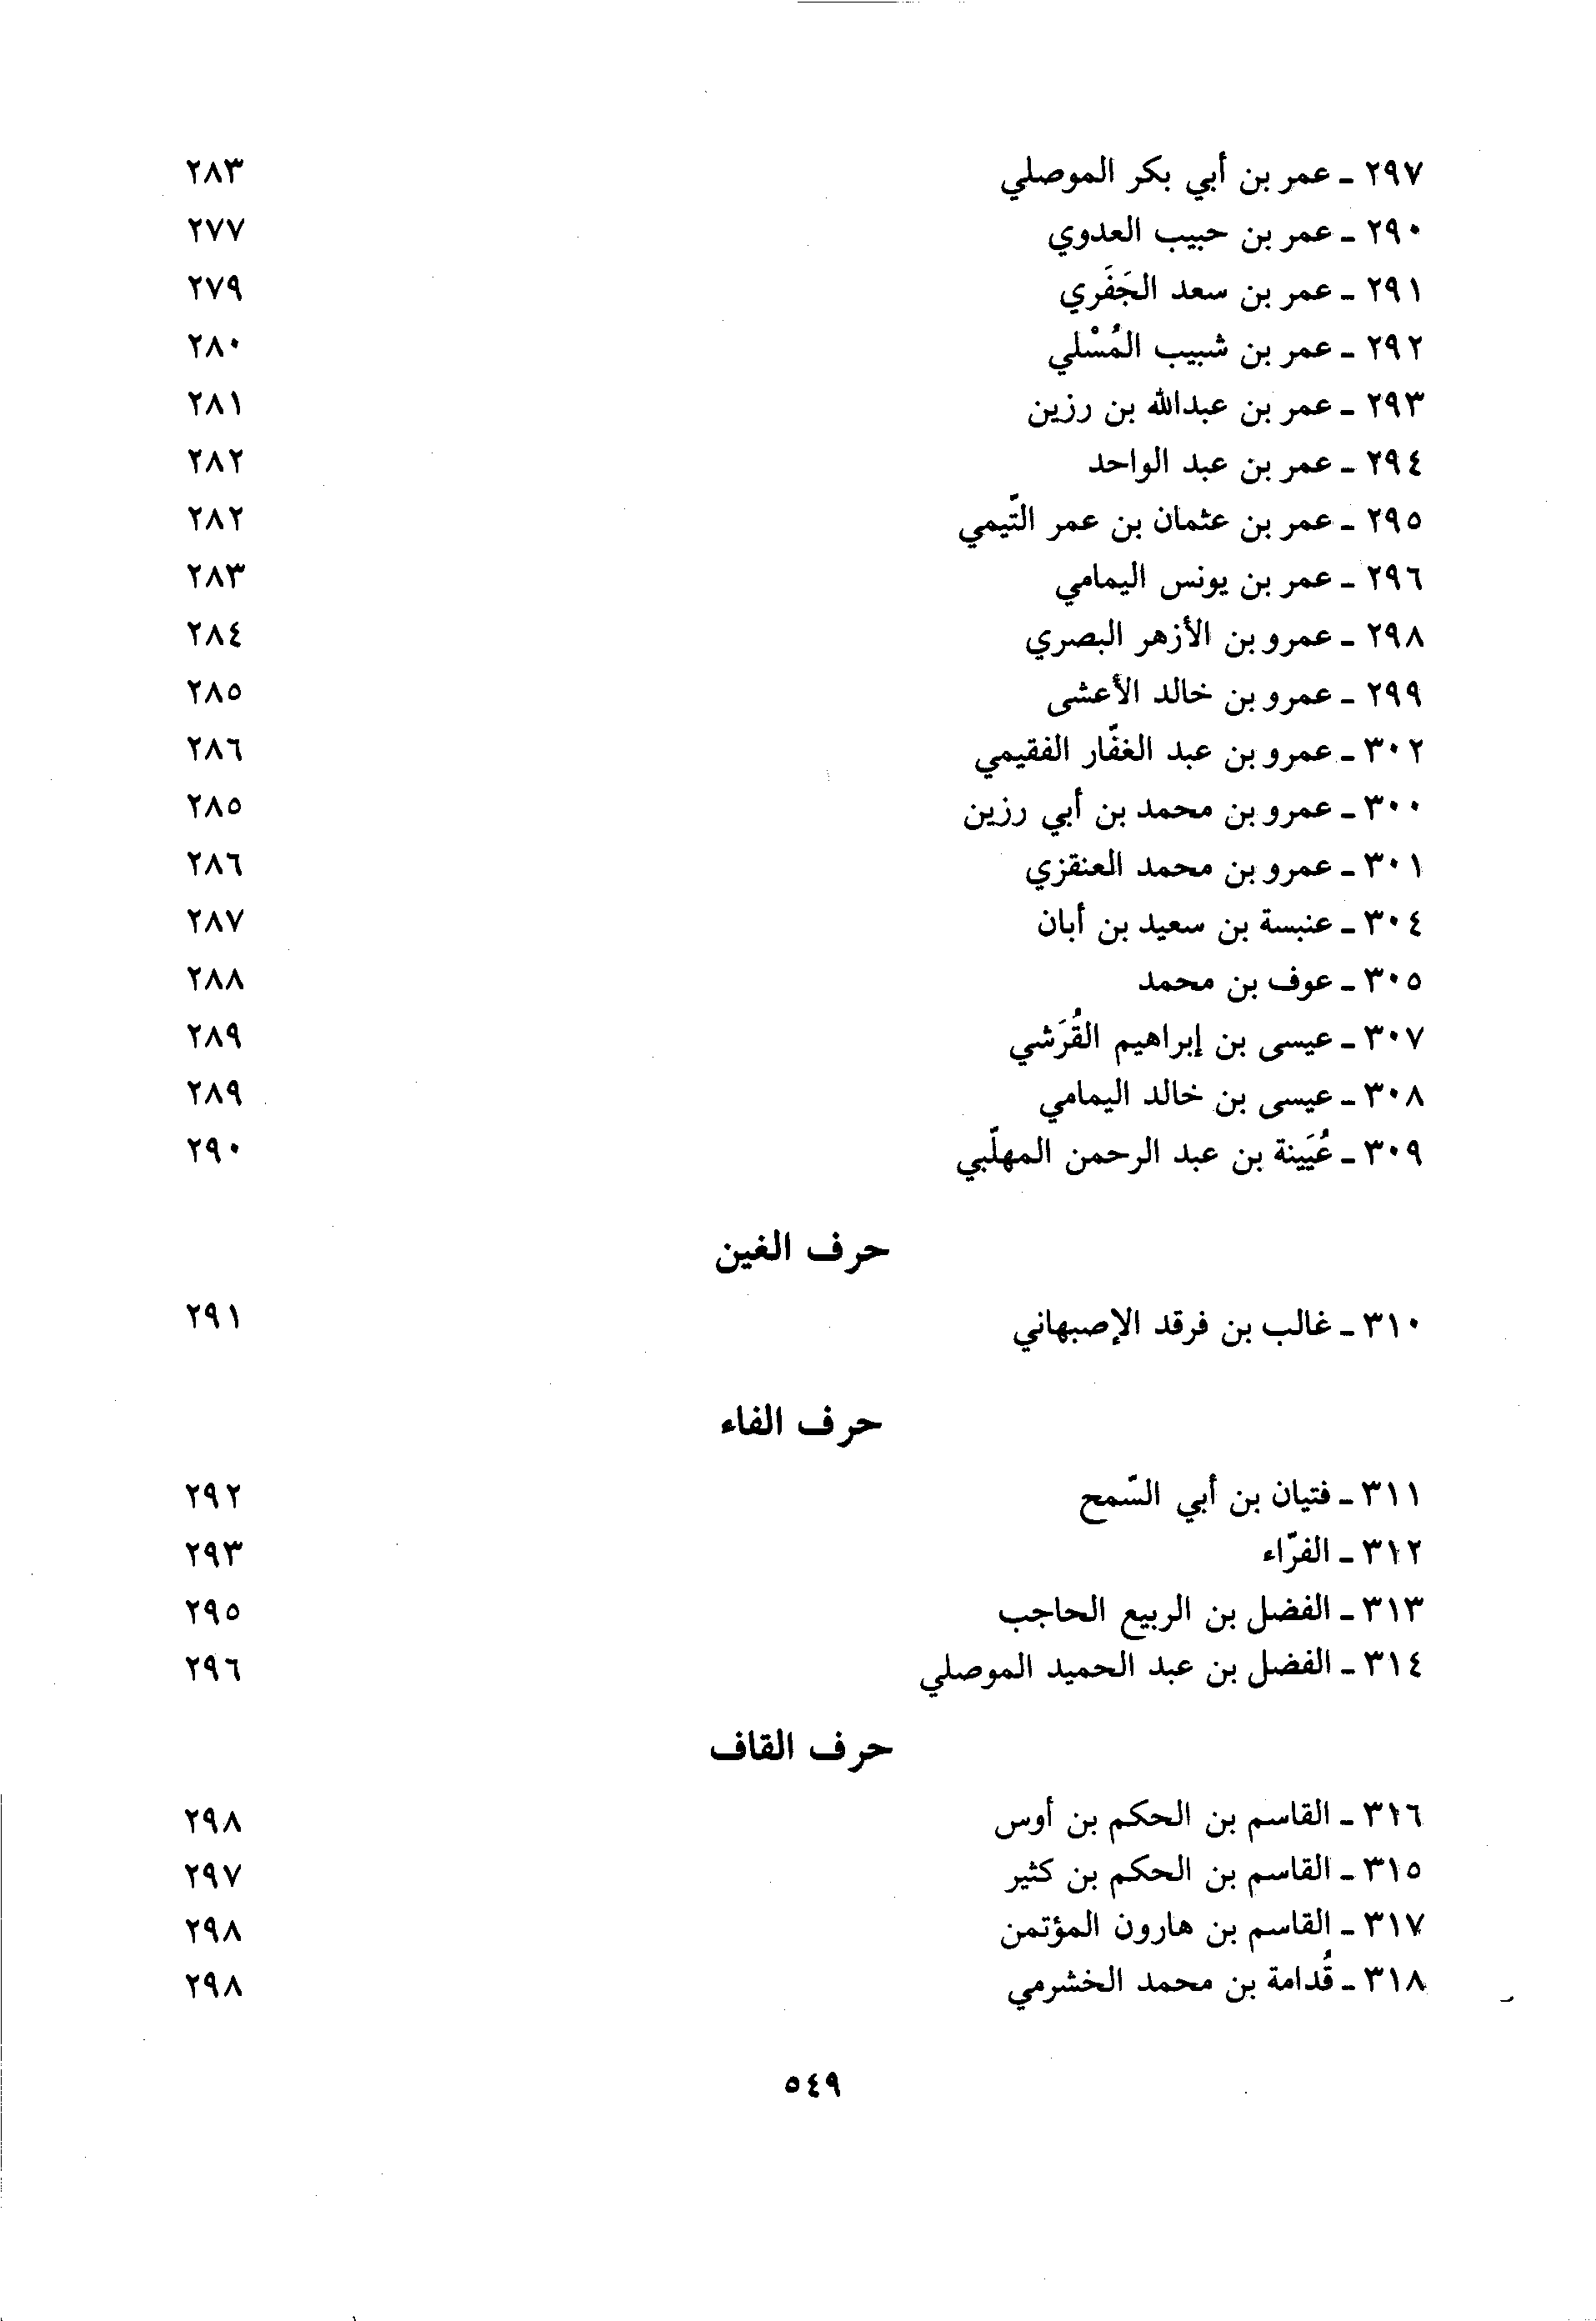 ٢٩٧ ـ عمر بن أبي بكر الموصلي ٢٨٣
٢٩٠ ـ عمر بن حبيب العدوي ٢٧٧
٢٩١ ـ عمر بن سعد الجَفَري ٢٧٩
٢٩٢ ـ عمر بن شبيب المُسْلي ٢٨٠
٢٩٣ ـ عمر بن عبدالله بن رزين ٢٨١
٢٩٤ ـ عمر بن عبد الواحد ٢٨٢
٢٩٥ ـ عمر بن عثمان بن عمر التّيمي ٢٨٢
٢٩٦ ـ عمر بن يونس اليمامي ٢٨٣
٢٩٨ ـ عمرو بن الأزهر البصري ٢٨٤
٢٩٩ ـ عمرو بن خالد الأعشى ٢٨٥
٣٠٢ ـ عمرو بن عبد الغفّار الفقيمي ٢٨٦
٣٠٠ ـ عمرو بن محمد بن أبي رزين ٢٨٥
٣٠١ ـ عمرو بن محمد العنقزي ٢٨٦
٣٠٤ ـ عنبسة بن سعيد بن أبان ٢٨٧
٣٠٥ ـ عوف بن محمد ٢٨٨
٣٠٧ ـ عيسى بن إبراهيم القُرَشي ٢٨٩
٣٠٨ ـ عيسى بن خالد اليمامي ٢٨٩
٣٠٩ ـ عُيَينة بن عبد الرحمن المهلّبي ٢٩٠
حرف الغين
٣١٠ ـ غالب بن فرقد الإصبهاني ٢٩١
حرف الفاء
٣١١ ـ فتيان بن أبي السّمح ٢٩٢
٣١٢ ـ الفرّاء ٢٩٣
٣١٣ ـ الفضل بن الربيع الحاجب ٢٩٥
٣١٤ ـ الفضل بن عبد الحميد الموصلي ٢٩٦
حرف القاف
٣١٦ ـ القاسم بن الحكم بن أوس ٢٩٨
٣١٥ ـ القاسم بن الحكم بن كثير ٢٩٧
٣١٧ ـ القاسم بن هارون المؤتمن ٢٩٨
٣١٨ ـ قُدامة بن محمد الخشرمي ٢٩٨
٥٤٩